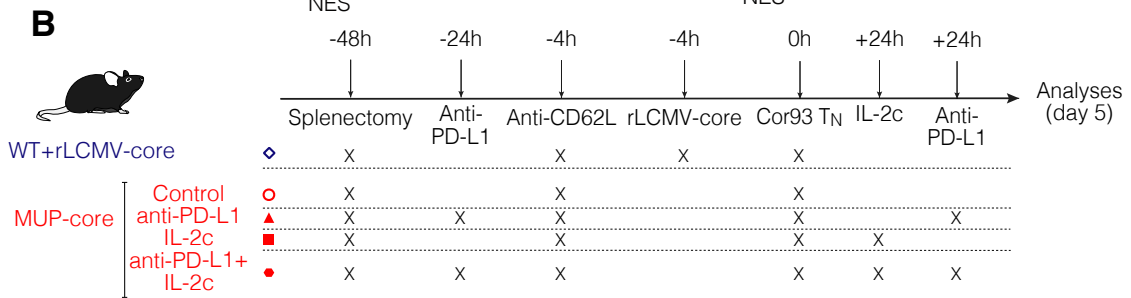 NES
NES
B
-48h -24h -4h -4h 0h +24h +24h
Splenectomy Anti-PD-L1 Anti-CD62L rLCMV-core Cor93 TN IL-2c Anti-PD-L1
Analyses
(day 5)
WT+rLCMV-core X X X X
MUP-core
Control X X X
anti-PD-L1 X X X X X
IL-2c X X X X
anti-PD-L1+
IL-2c X X X X X X